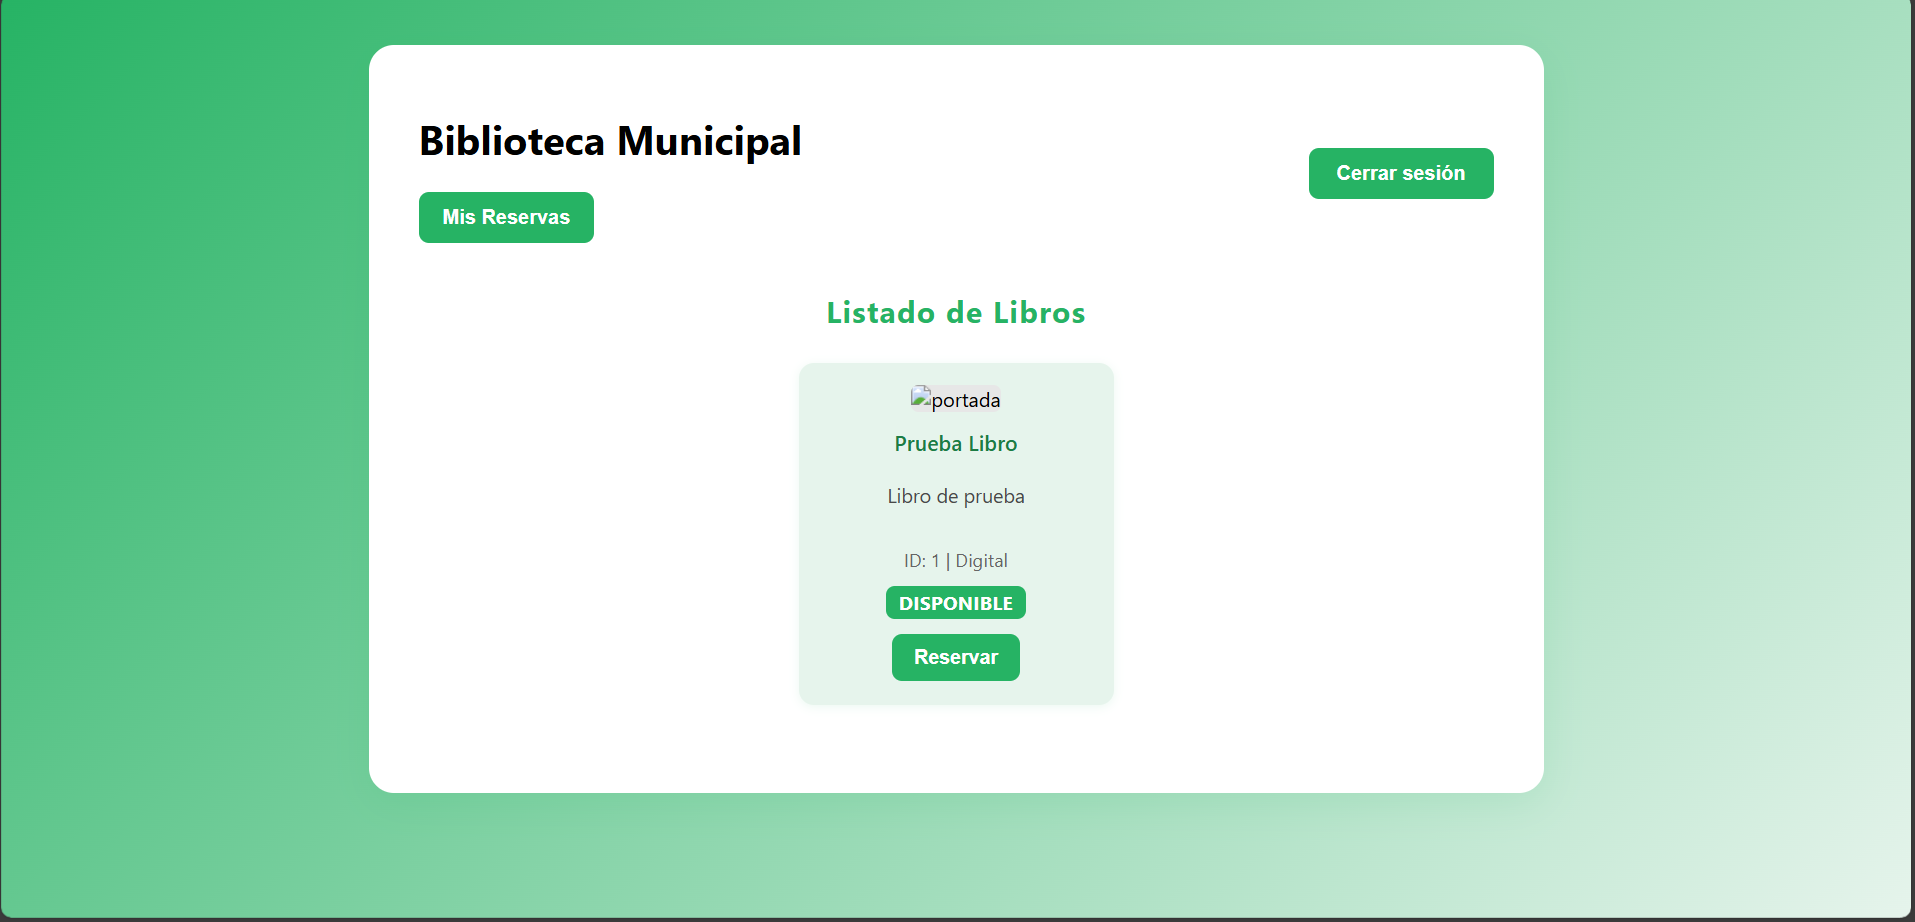 Biblioteca Municipal
Cerrar sesión
Mis Reservas
Listado de Libros
portada
Prueba Libro
Libro de prueba
ID: 1 | Digital
DISPONIBLE
Reservar